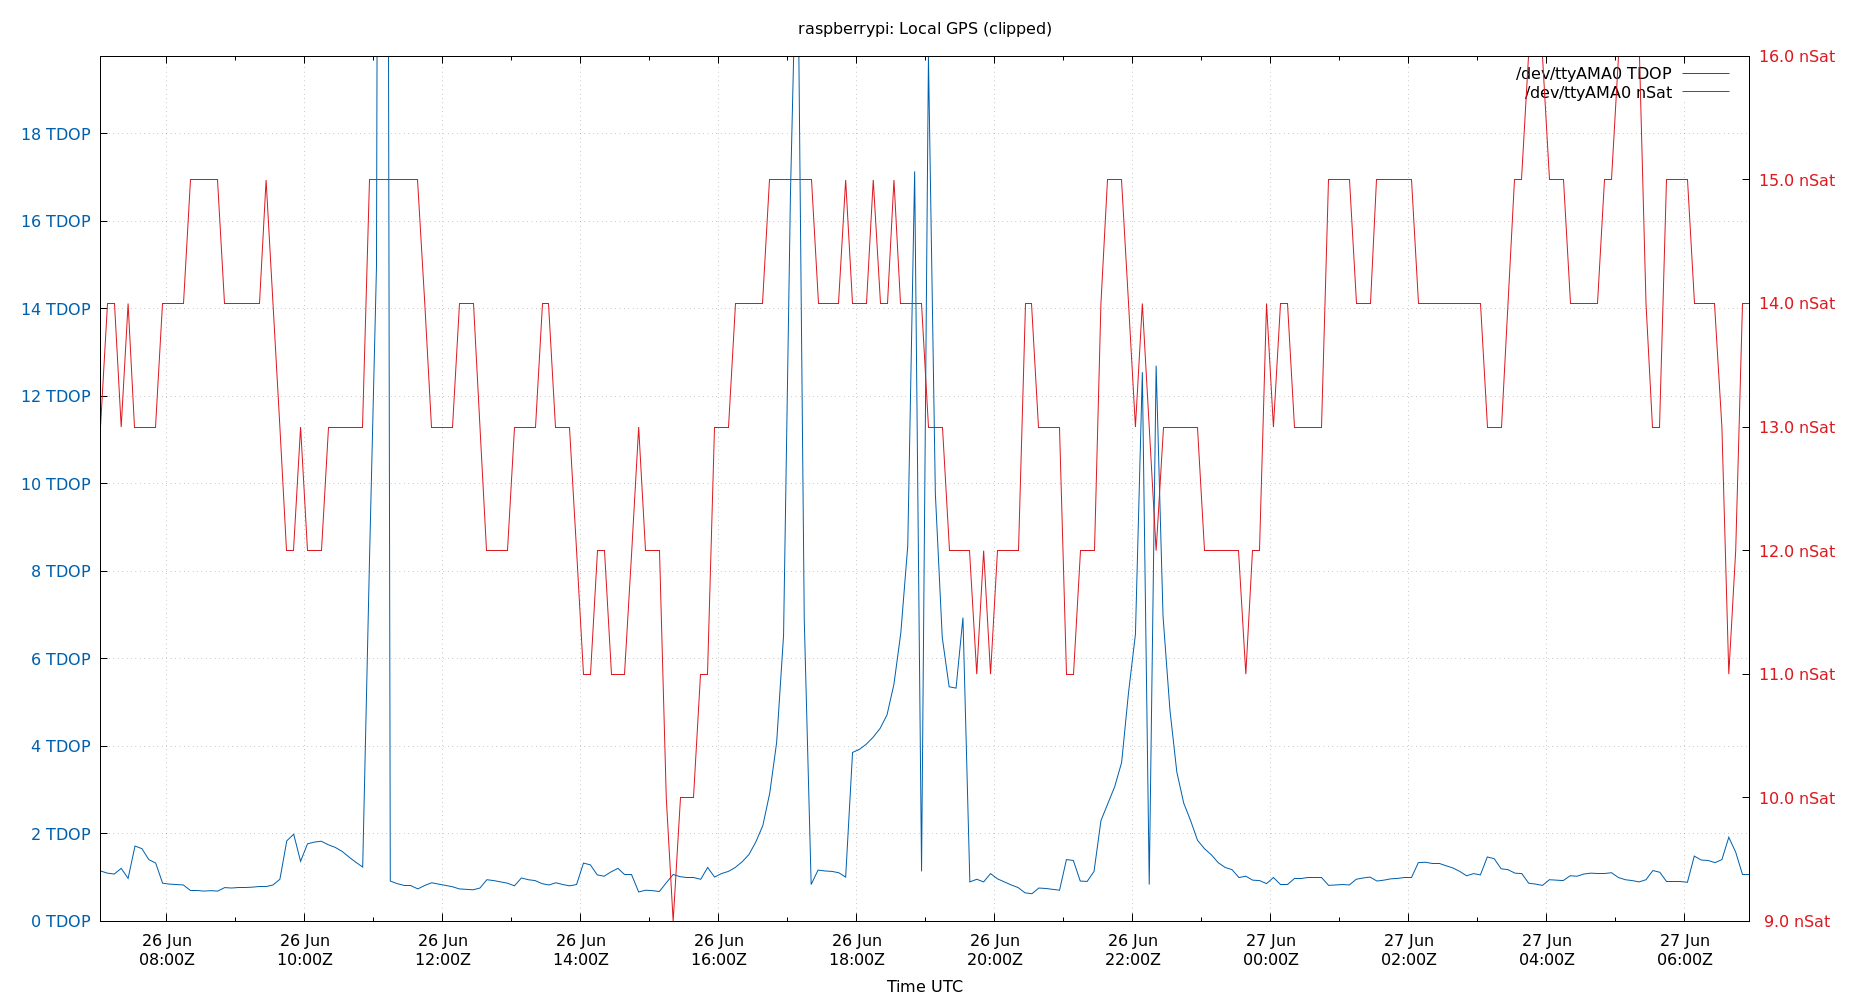 raspberrypi: Local GPS (clipped)
16.0 nSat
/dev/ttyAMA0 TDOP
/dev/ttyAMA0 nSat
18 TDOP
15.0 nSat
16 TDOP
14 TDOP
14.0 nSat
12 TDOP
13.0 nSat
10 TDOP
12.0 nSat
8 TDOP
6 TDOP
11.0 nSat
4 TDOP
10.0 nSat
2 TDOP
0 TDOP
9.0 nSat
26 Jun 26 Jun 26 Jun 26 Jun 26 Jun 26 Jun 26 Jun 26 Jun 27 Jun 27 Jun 27 Jun 27 Jun
08:00Z 10:00Z 12:00Z 14:00Z 16:00Z 18:00Z 20:00Z 22:00Z 00:00Z 02:00Z 04:00Z 06:00Z
Time UTC